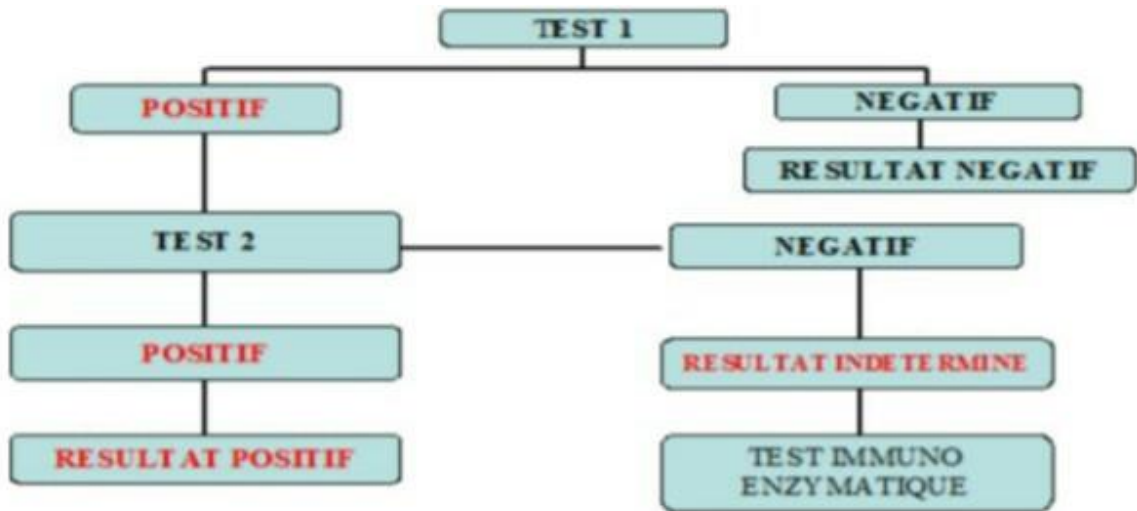 TEST 1
POSITIF
NEGATIF
RESULTAT NEGATIF
TEST 2
NEGATIF
POSITIF
RESULTAT INDETERMINE
RESULTAT POSITIF
TEST IMMUNO
ENZYMATIQUE